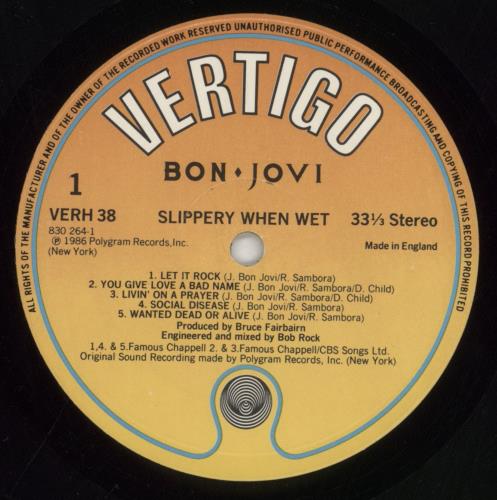 ALL RIGHTS OF THE MANUFACTURER AND OF THE OWNER OF THE RECORDED WORK RESERVED UNAUTHORISED PUBLIC PERFORMANCE BROADCASTING AND COPYING OF THIS RECORD PROHIBITED
VERTIGO
BON♦JOVI
1
VERH 38 SLIPPERY WHEN WET 33⅓ Stereo
830 264-1
℗ 1986 Polygram Records,Inc. Made in England
(New York)
1. LET IT ROCK (J. Bon Jovi/R. Sambora)
2. YOU GIVE LOVE A BAD NAME (J. Bon Jovi/R. Sambora/D. Child)
3. LIVIN' ON A PRAYER (J. Bon Jovi/R. Sambora/D. Child)
4. SOCIAL DISEASE (J. Bon Jovi/R. Sambora)
5. WANTED DEAD OR ALIVE (J. Bon Jovi/R. Sambora)
Produced by Bruce Fairbairn
Engineered and mixed by Bob Rock
1,4. & 5.Famous Chappell 2. & 3.Famous Chappell/CBS Songs Ltd.
Original Sound Recording made by Polygram Records, Inc. (New York)